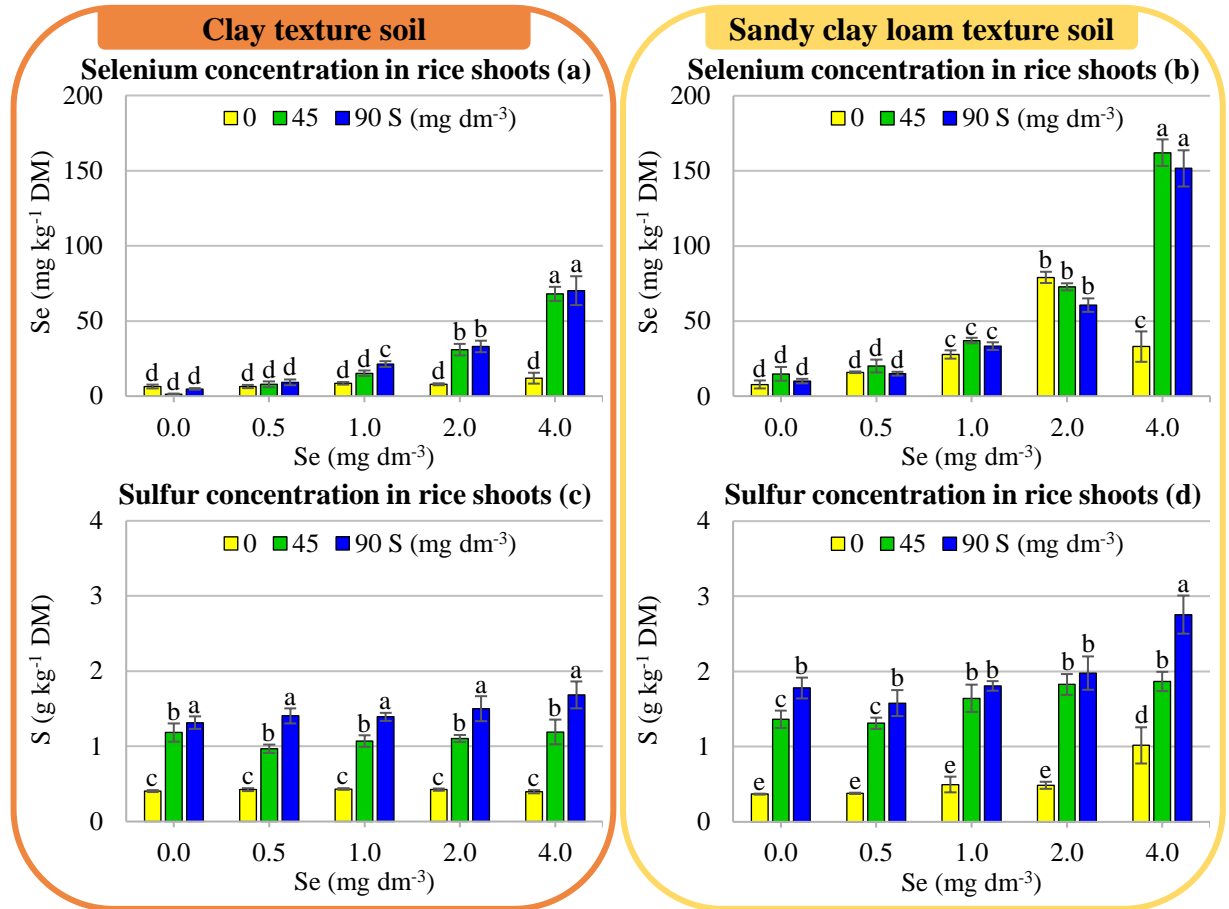 Clay texture soil
Selenium concentration in rice shoots (a)
200
150
100
50
0
Se (mg kg⁻¹ DM)
0 45 90 S (mg dm⁻³)
d d d d d d d d c d b b d a a
0.0 0.5 1.0 2.0 4.0
Se (mg dm⁻³)
Sulfur concentration in rice shoots (c)
4
3
2
1
0
S (g kg⁻¹ DM)
0 45 90 S (mg dm⁻³)
c b a c b a c b a c b a c b a
0.0 0.5 1.0 2.0 4.0
Se (mg dm⁻³)
Sandy clay loam texture soil
Selenium concentration in rice shoots (b)
200
150
100
50
0
Se (mg kg⁻¹ DM)
0 45 90 S (mg dm⁻³)
d d d d d d c c c b b b c a a
0.0 0.5 1.0 2.0 4.0
Se (mg dm⁻³)
Sulfur concentration in rice shoots (d)
4
3
2
1
0
S (g kg⁻¹ DM)
0 45 90 S (mg dm⁻³)
e c b e c b e b b e b b d b a
0.0 0.5 1.0 2.0 4.0
Se (mg dm⁻³)